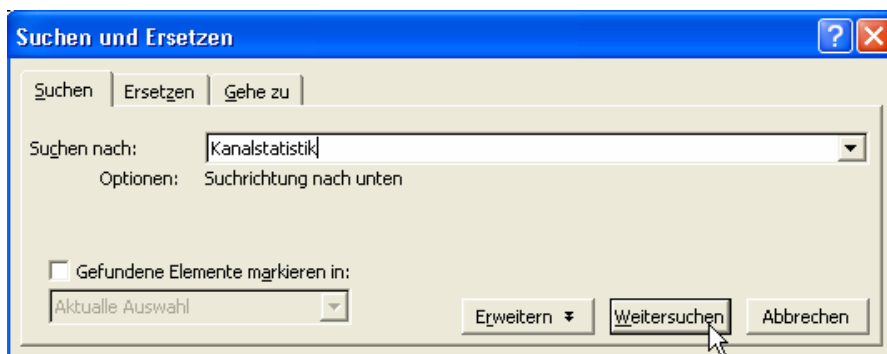 Suchen und Ersetzen
Suchen Ersetzen Gehe zu
Suchen nach: Kanalstatistik
Optionen: Suchrichtung nach unten
Gefundene Elemente markieren in:
Aktuelle Auswahl
Erweitern Weitersuchen Abbrechen